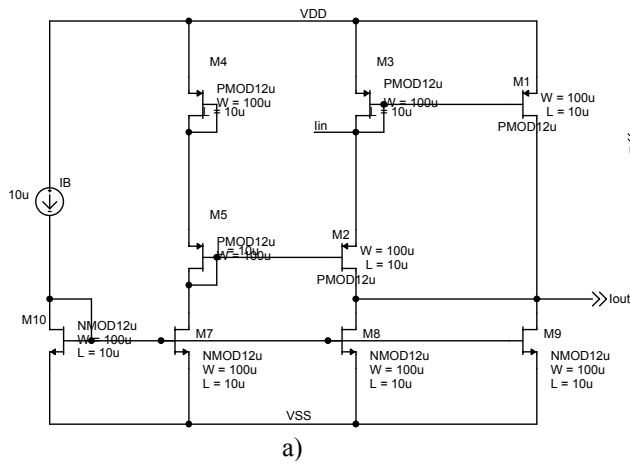 VDD
M4
M3
PMOD12u
W = 100u
L = 10u
PMOD12u
W = 100u
L = 10u
M1
W = 100u
L = 10u
PMOD12u
Iin
IB
10u
M5
PMOD12u
W = 100u
L = 10u
M2
W = 100u
L = 10u
PMOD12u
Iout
M10
NMOD12u
W = 100u
L = 10u
M7
NMOD12u
W = 100u
L = 10u
M8
NMOD12u
W = 100u
L = 10u
M9
NMOD12u
W = 100u
L = 10u
VSS
a)